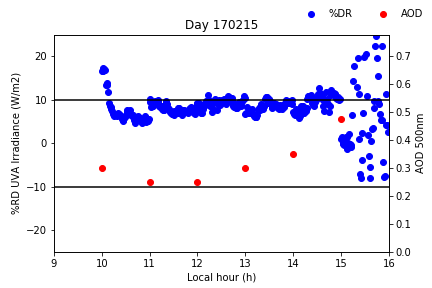 %DR AOD
Day 170215
20
10
0
−10
−20
%RD UVA Irradiance (W/m2)
0.7
0.6
0.5
0.4
0.3
0.2
0.1
0.0
AOD 500nm
9 10 11 12 13 14 15 16
Local hour (h)